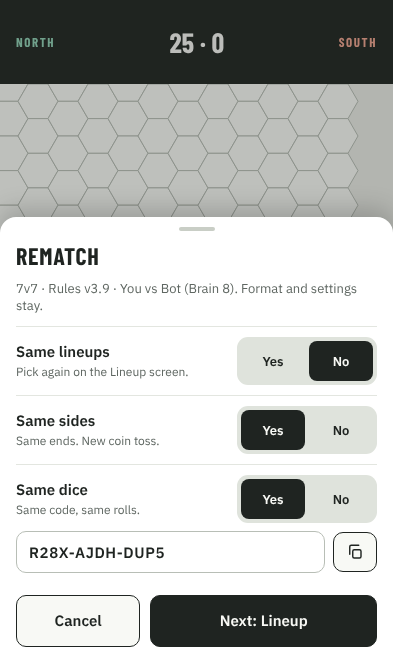 NORTH
25 · 0
SOUTH
REMATCH
7v7 · Rules v3.9 · You vs Bot (Brain 8). Format and settings
stay.
Same lineups
Pick again on the Lineup screen.
Yes
No
Same sides
Same ends. New coin toss.
Yes
No
Same dice
Same code, same rolls.
Yes
No
R28X-AJDH-DUP5
Cancel
Next: Lineup